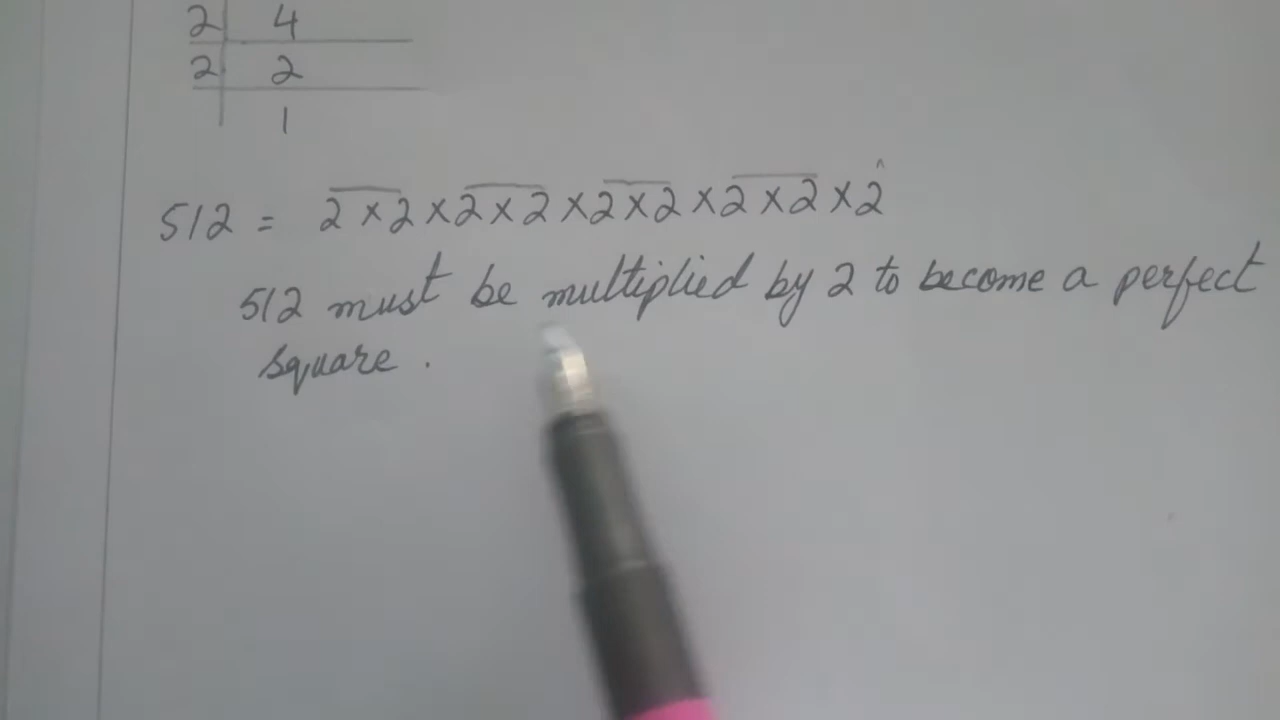 2 4
2 2
1
512 = 2 × 2 × 2 × 2 × 2 × 2 × 2 × 2 × 2
512 must be multiplied by 2 to become a perfect
square.